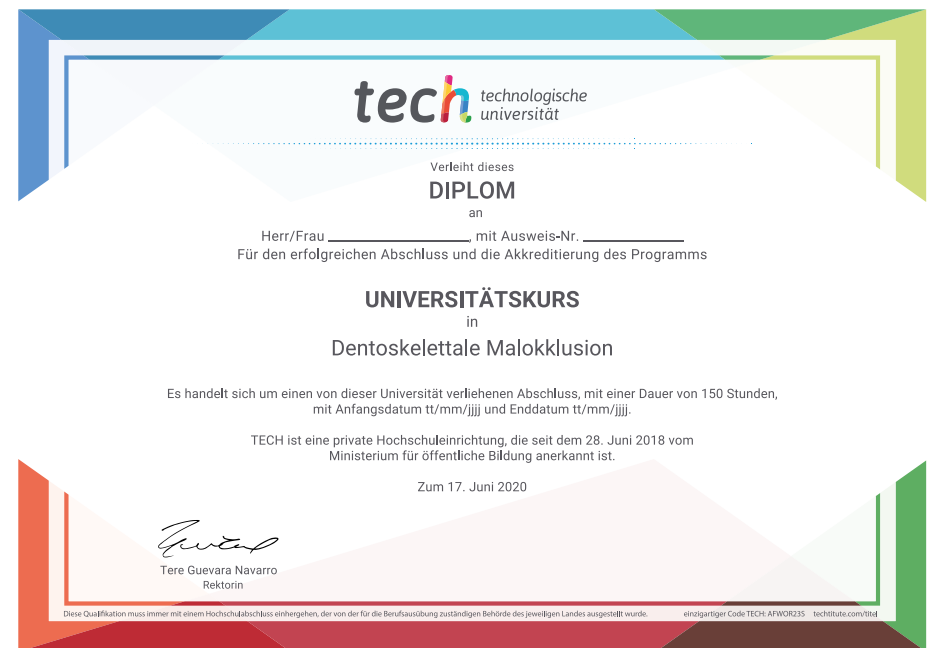 tech technologische
universität
Verleiht dieses
DIPLOM
an
Herr/Frau ____________________, mit Ausweis-Nr. ______________
Für den erfolgreichen Abschluss und die Akkreditierung des Programms
UNIVERSITÄTSKURS
in
Dentoskelettale Malokklusion
Es handelt sich um einen von dieser Universität verliehenen Abschluss, mit einer Dauer von 150 Stunden,
mit Anfangsdatum tt/mm/jjjj und Enddatum tt/mm/jjjj.
TECH ist eine private Hochschuleinrichtung, die seit dem 28. Juni 2018 vom
Ministerium für öffentliche Bildung anerkannt ist.
Zum 17. Juni 2020
Tere Guevara Navarro
Rektorin
Diese Qualifikation muss immer mit einem Hochschulabschluss einhergehen, der von der für die Berufsausübung zuständigen Behörde des jeweiligen Landes ausgestellt wurde. einzigartiger Code TECH: AFWOR23S techtitute.com/titel